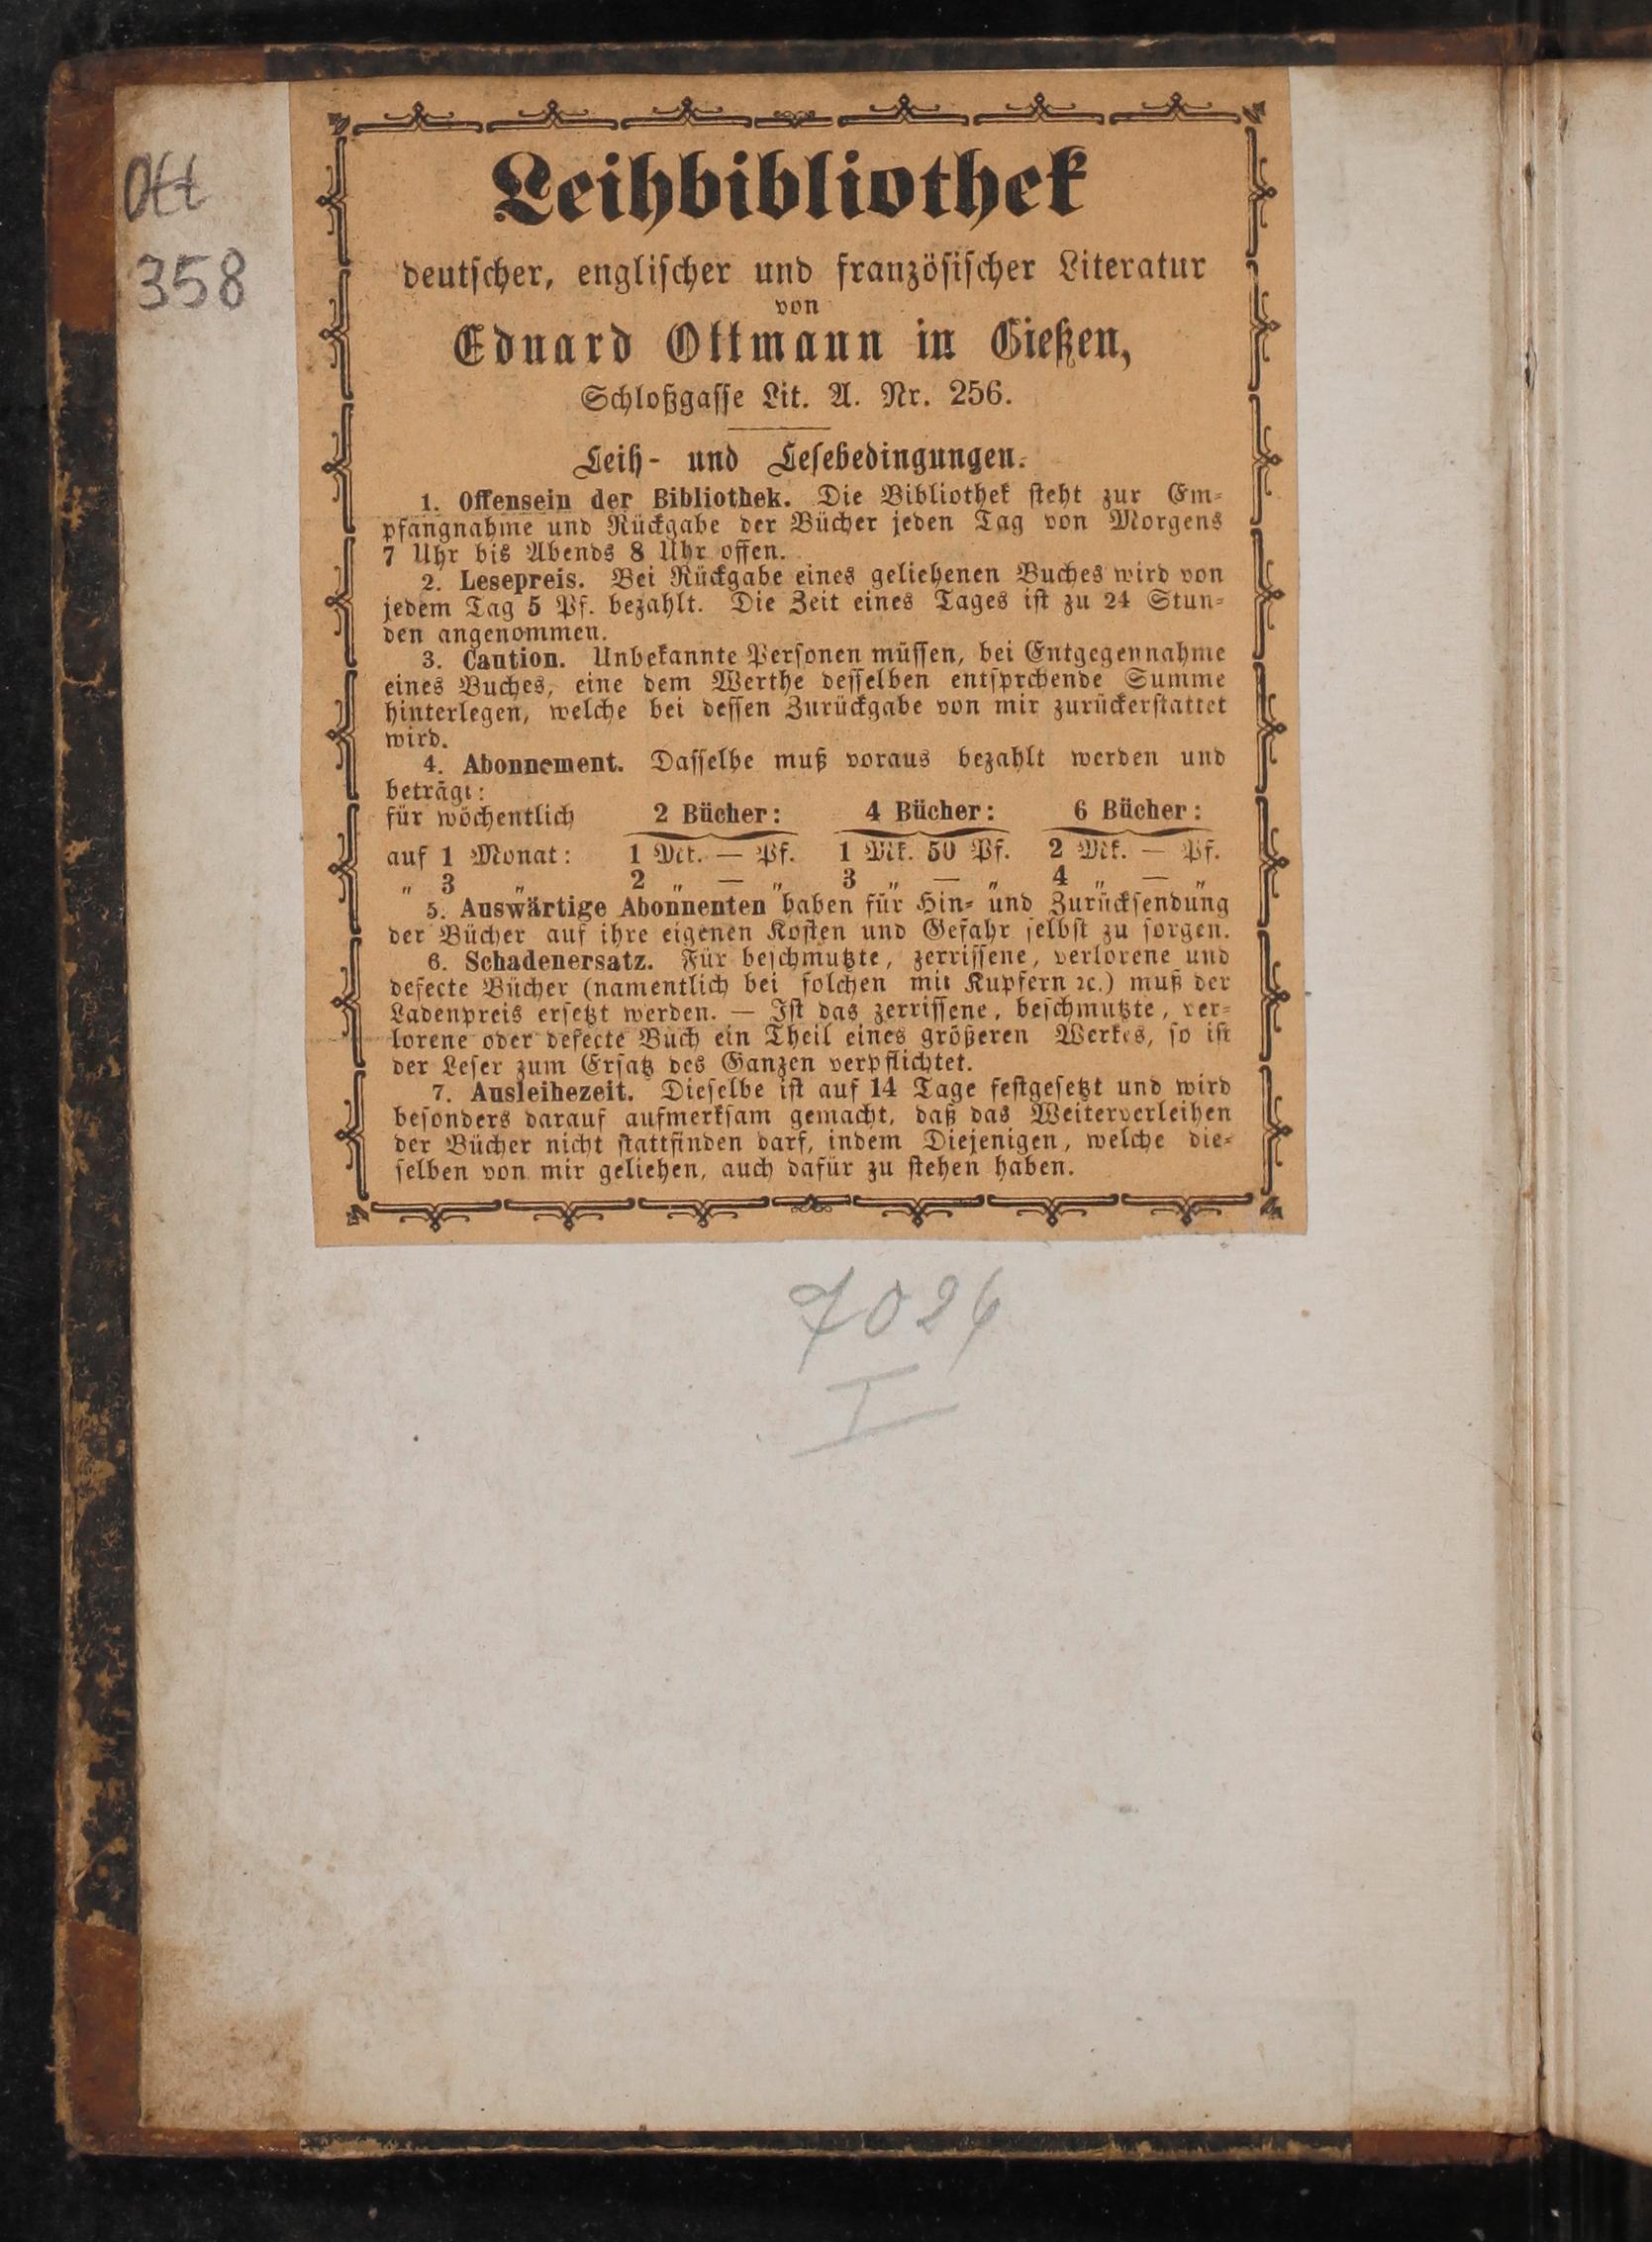 Ott
358
Leihbibliothek
deutscher, englischer und französischer Literatur
von
Eduard Ottmann in Gießen,
Schloßgasse Lit. A. Nr. 256.
Leih- und Lesebedingungen.
1. Offensein der Bibliothek. Die Bibliothek steht zur Em-
pfangnahme und Rückgabe der Bücher jeden Tag von Morgens
7 Uhr bis Abends 8 Uhr offen.
2. Lesepreis. Bei Rückgabe eines geliehenen Buches wird von
jedem Tag 5 Pf. bezahlt. Die Zeit eines Tages ist zu 24 Stun-
den angenommen.
3. Caution. Unbekannte Personen müssen, bei Entgegennahme
eines Buches, eine dem Werthe desselben entsprchende Summe
hinterlegen, welche bei dessen Zurückgabe von mir zurückerstattet
wird.
4. Abonnement. Dasselbe muß voraus bezahlt werden und
beträgt:
für wöchentlich 2 Bücher: 4 Bücher: 6 Bücher:
auf 1 Monat: 1 Mk. — Pf. 1 Mk. 50 Pf. 2 Mk. — Pf.
„ 3 „ 2 „ — „ 3 „ — „ 4 „ — „
5. Auswärtige Abonnenten haben für Hin- und Zurücksendung
der Bücher auf ihre eigenen Kosten und Gefahr selbst zu sorgen.
6. Schadenersatz. Für beschmutzte, zerrissene, verlorene und
defecte Bücher (namentlich bei solchen mit Kupfern ꝛc.) muß der
Ladenpreis ersetzt werden. — Ist das zerrissene, beschmutzte, ver-
lorene oder defecte Buch ein Theil eines größeren Werkes, so ist
der Leser zum Ersatz des Ganzen verpflichtet.
7. Ausleihezeit. Dieselbe ist auf 14 Tage festgesetzt und wird
besonders darauf aufmerksam gemacht, daß das Weiterverleihen
der Bücher nicht stattfinden darf, indem Diejenigen, welche die-
selben von mir geliehen, auch dafür zu stehen haben.
7026
I